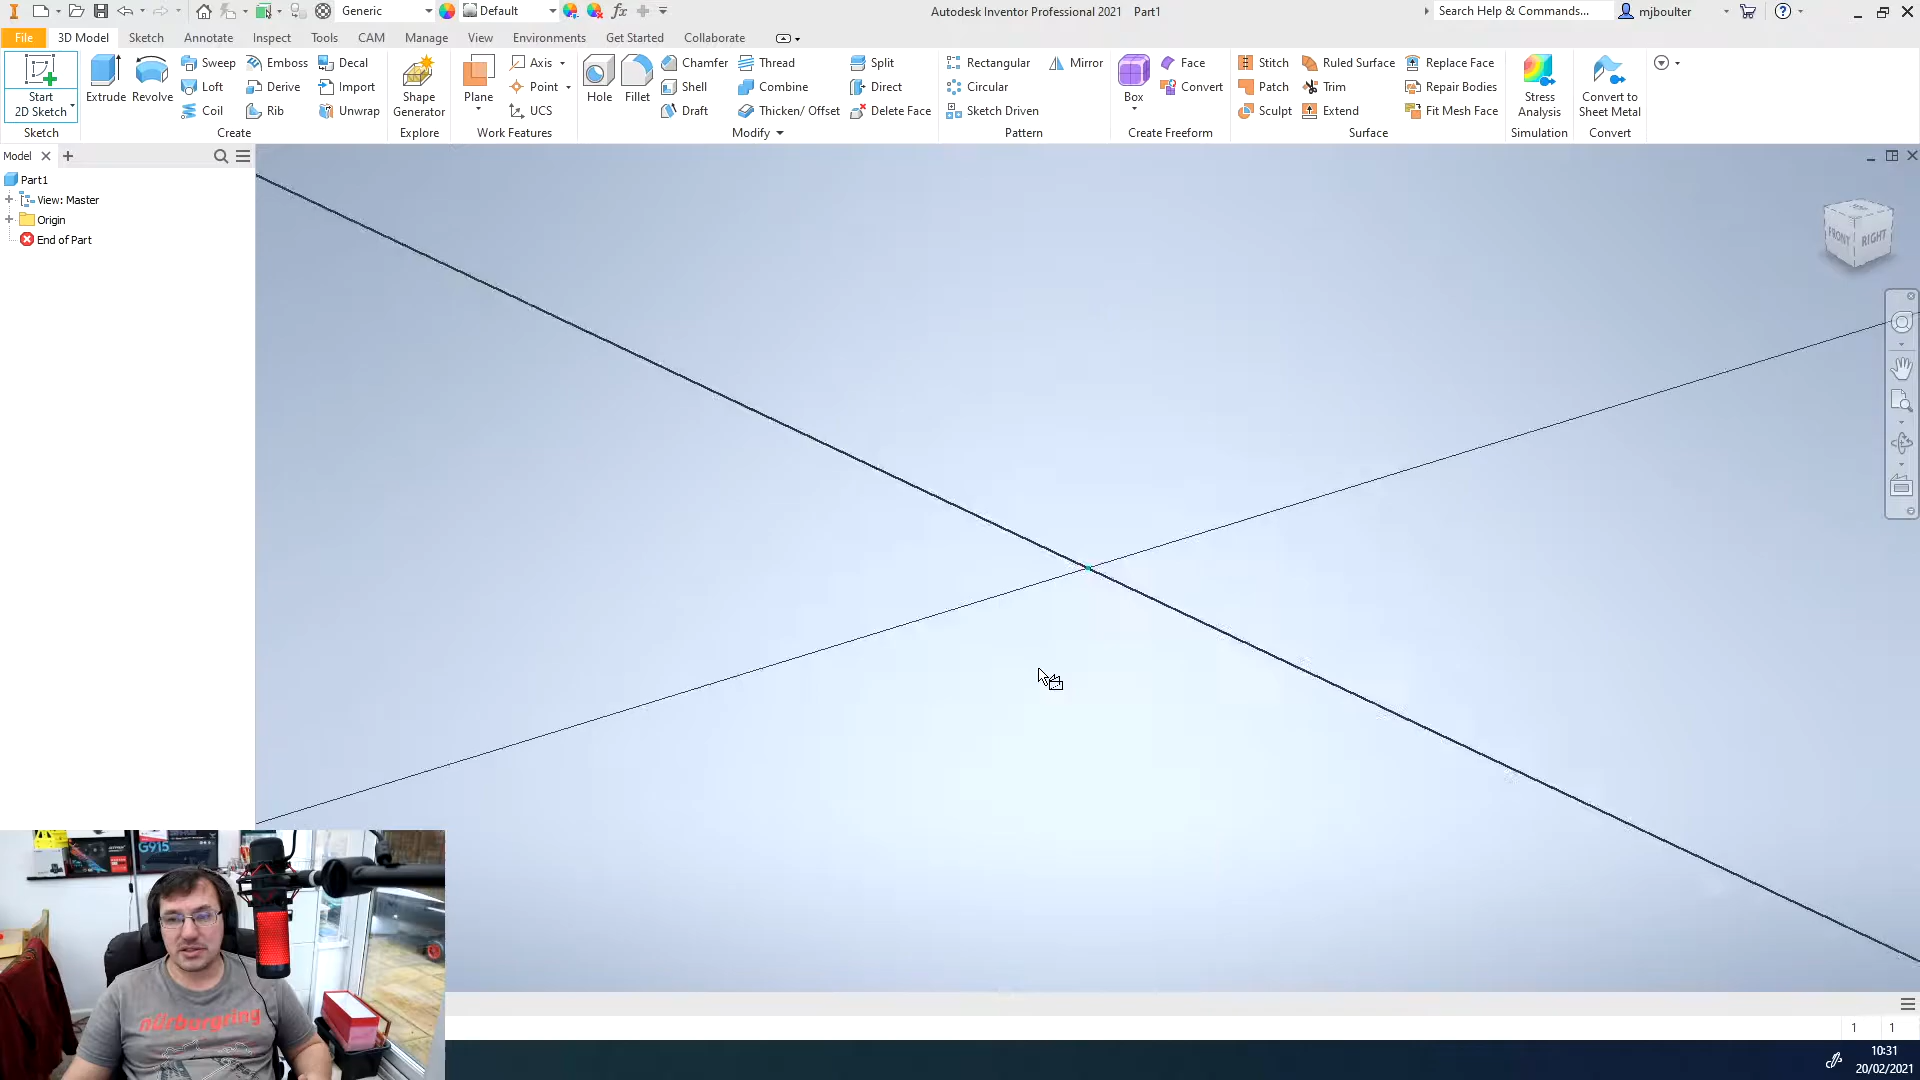 Generic
Default
fx
Autodesk Inventor Professional 2021 Part1
Search Help & Commands...
mjboulter
File
3D Model
Sketch
Annotate
Inspect
Tools
CAM
Manage
View
Environments
Get Started
Collaborate
Start
2D Sketch
Extrude
Revolve
Sweep
Loft
Coil
Emboss
Derive
Rib
Decal
Import
Unwrap
Shape
Generator
Plane
Axis
Point
UCS
Hole
Fillet
Chamfer
Shell
Draft
Thread
Combine
Thicken/ Offset
Split
Direct
Delete Face
Rectangular
Circular
Sketch Driven
Mirror
Box
Face
Convert
Stitch
Patch
Sculpt
Ruled Surface
Trim
Extend
Replace Face
Repair Bodies
Fit Mesh Face
Stress
Analysis
Convert to
Sheet Metal
Sketch
Create
Explore
Work Features
Modify
Pattern
Create Freeform
Surface
Simulation
Convert
Model
Part1
View: Master
Origin
End of Part
FRONT
RIGHT
G915
nürburgring
1 1
10:31
20/02/2021